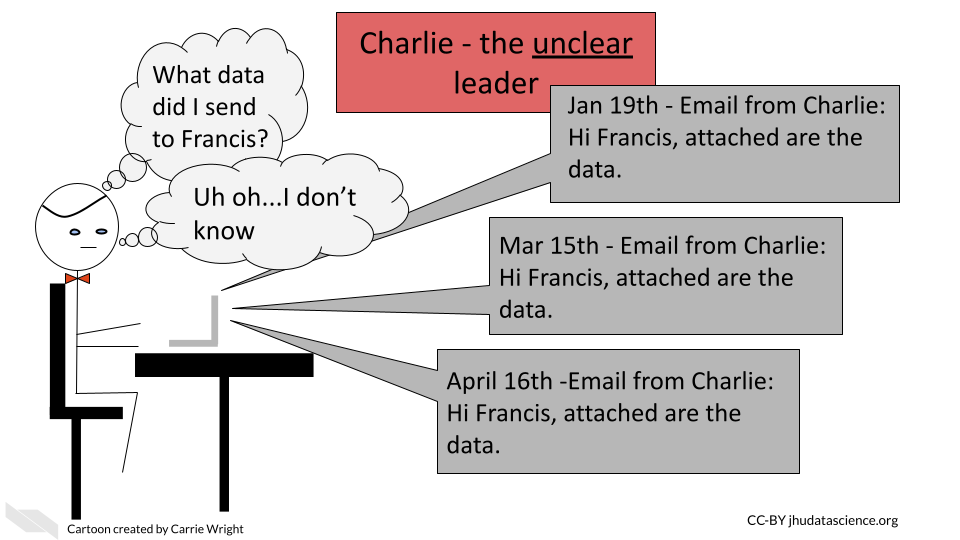 Charlie - the unclear
leader
What data
did I send
to Francis?
Uh oh...I don't
know
Jan 19th - Email from Charlie:
Hi Francis, attached are the
data.
Mar 15th - Email from Charlie:
Hi Francis, attached are the
data.
April 16th -Email from Charlie:
Hi Francis, attached are the
data.
Cartoon created by Carrie Wright
CC-BY jhudatascience.org